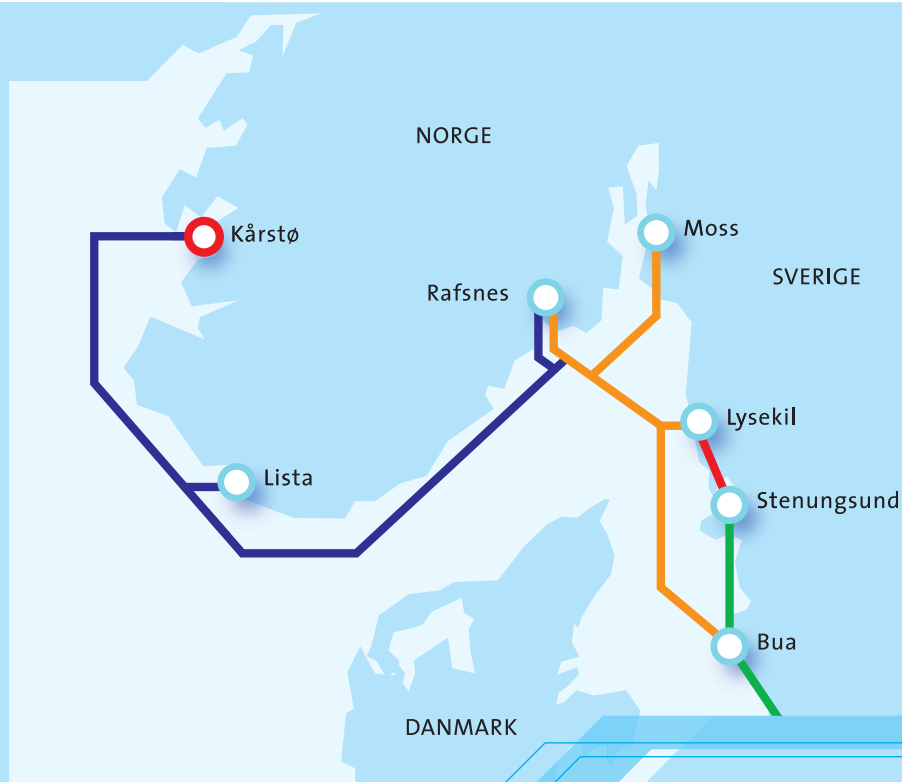 NORGE
Kårstø
Moss
SVERIGE
Rafsnes
Lysekil
Lista
Stenungsund
Bua
DANMARK